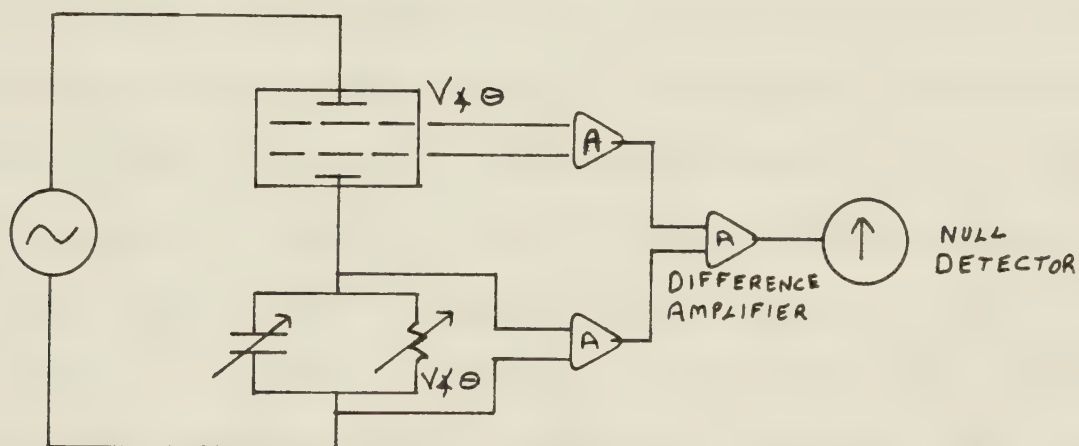 V∡Θ
A
A
A
NULL
DETECTOR
DIFFERENCE
AMPLIFIER
V∡Θ